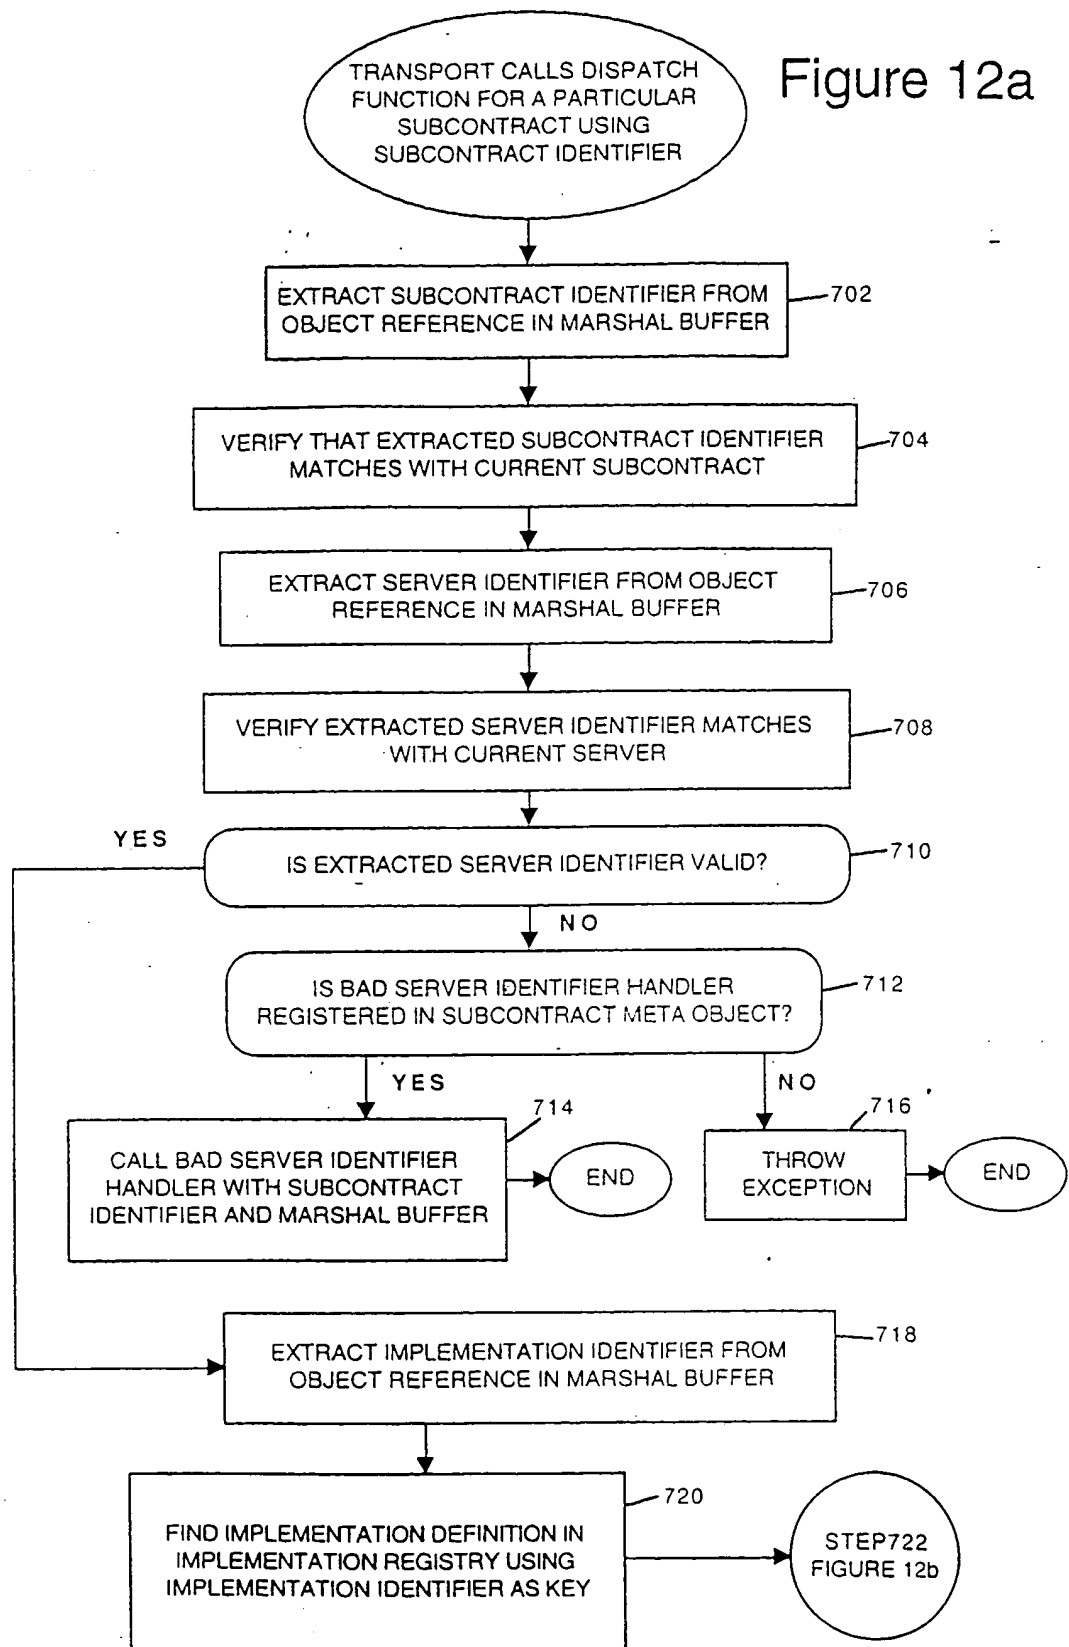 Figure 12a
TRANSPORT CALLS DISPATCH
FUNCTION FOR A PARTICULAR
SUBCONTRACT USING
SUBCONTRACT IDENTIFIER
EXTRACT SUBCONTRACT IDENTIFIER FROM
OBJECT REFERENCE IN MARSHAL BUFFER
702
VERIFY THAT EXTRACTED SUBCONTRACT IDENTIFIER
MATCHES WITH CURRENT SUBCONTRACT
704
EXTRACT SERVER IDENTIFIER FROM OBJECT
REFERENCE IN MARSHAL BUFFER
706
VERIFY EXTRACTED SERVER IDENTIFIER MATCHES
WITH CURRENT SERVER
708
YES
IS EXTRACTED SERVER IDENTIFIER VALID?
710
NO
IS BAD SERVER IDENTIFIER HANDLER
REGISTERED IN SUBCONTRACT META OBJECT?
712
YES
NO
714
CALL BAD SERVER IDENTIFIER
HANDLER WITH SUBCONTRACT
IDENTIFIER AND MARSHAL BUFFER
END
716
THROW
EXCEPTION
END
EXTRACT IMPLEMENTATION IDENTIFIER FROM
OBJECT REFERENCE IN MARSHAL BUFFER
718
FIND IMPLEMENTATION DEFINITION IN
IMPLEMENTATION REGISTRY USING
IMPLEMENTATION IDENTIFIER AS KEY
720
STEP722
FIGURE 12b